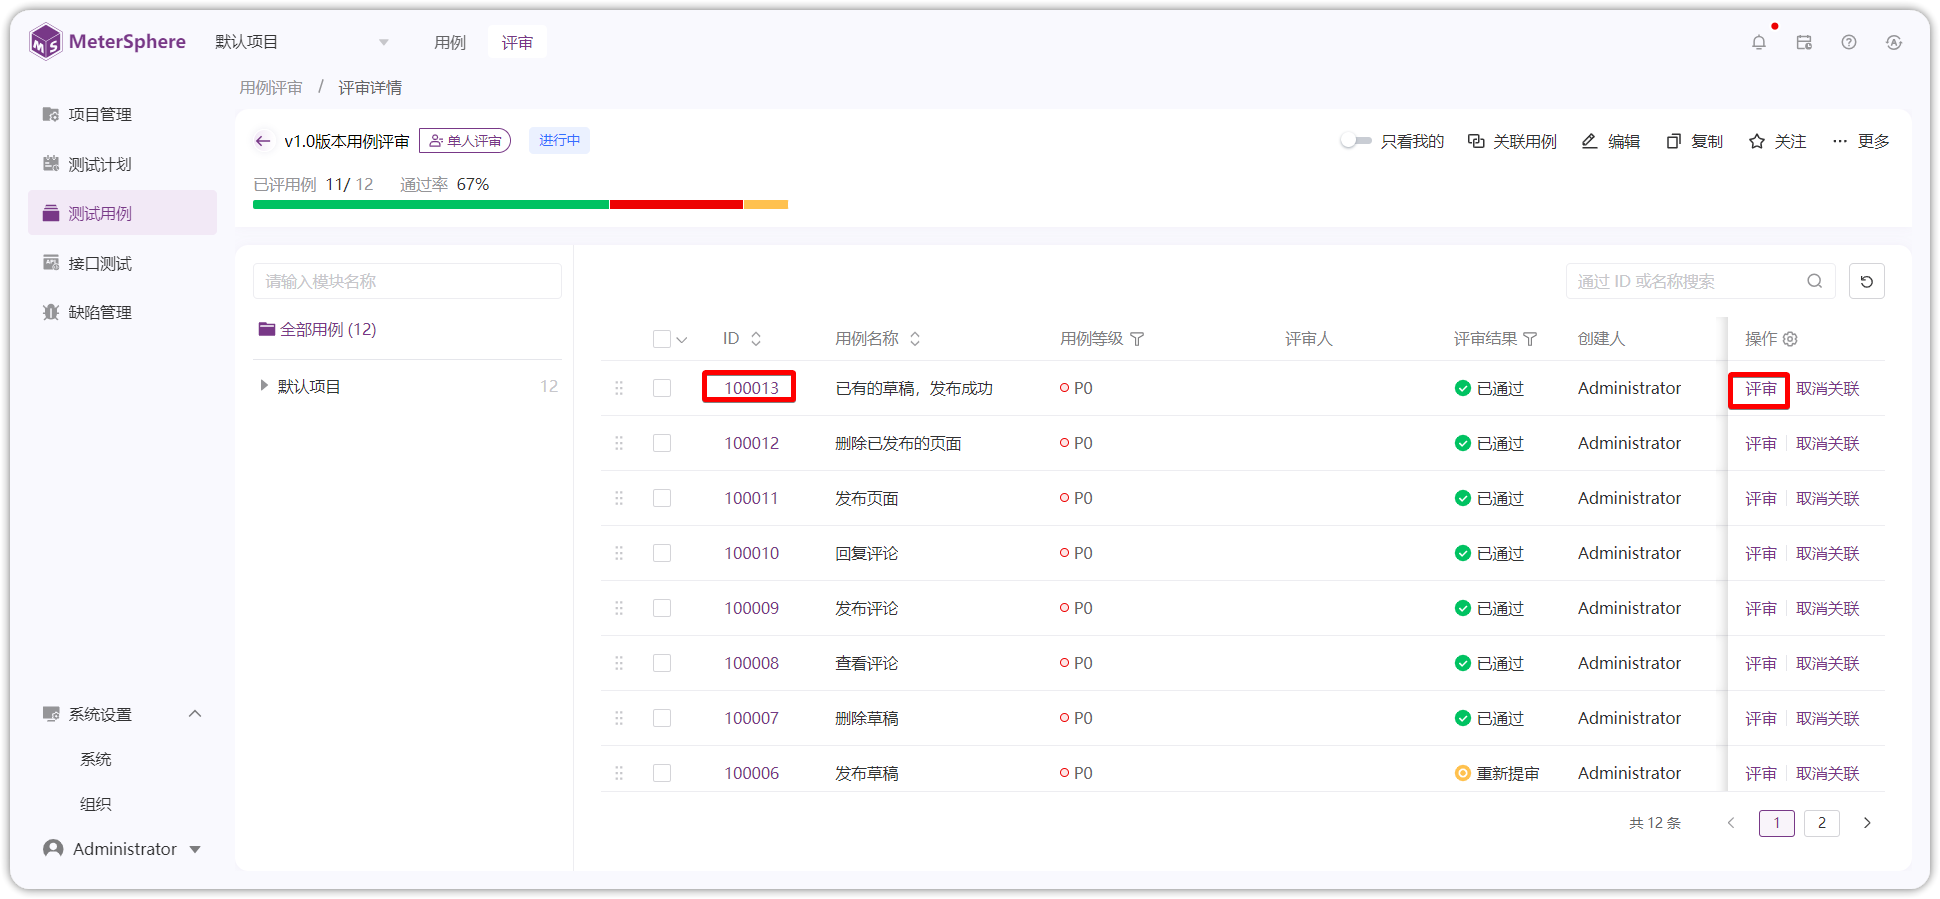 MeterSphere 默认项目 用例 评审
用例评审 / 评审详情
项目管理
测试计划
测试用例
接口测试
缺陷管理
系统设置
系统
组织
Administrator
v1.0版本用例评审 单人评审 进行中
只看我的 关联用例 编辑 复制 关注 更多
已评用例 11/ 12 通过率 67%
请输入模块名称
全部用例 (12)
默认项目 12
通过 ID 或名称搜索
ID 用例名称 用例等级 评审人 评审结果 创建人 操作
100013 已有的草稿，发布成功 P0 已通过 Administrator 评审 取消关联
100012 删除已发布的页面 P0 已通过 Administrator 评审 取消关联
100011 发布页面 P0 已通过 Administrator 评审 取消关联
100010 回复评论 P0 已通过 Administrator 评审 取消关联
100009 发布评论 P0 已通过 Administrator 评审 取消关联
100008 查看评论 P0 已通过 Administrator 评审 取消关联
100007 删除草稿 P0 已通过 Administrator 评审 取消关联
100006 发布草稿 P0 重新提审 Administrator 评审 取消关联
共 12 条 1 2